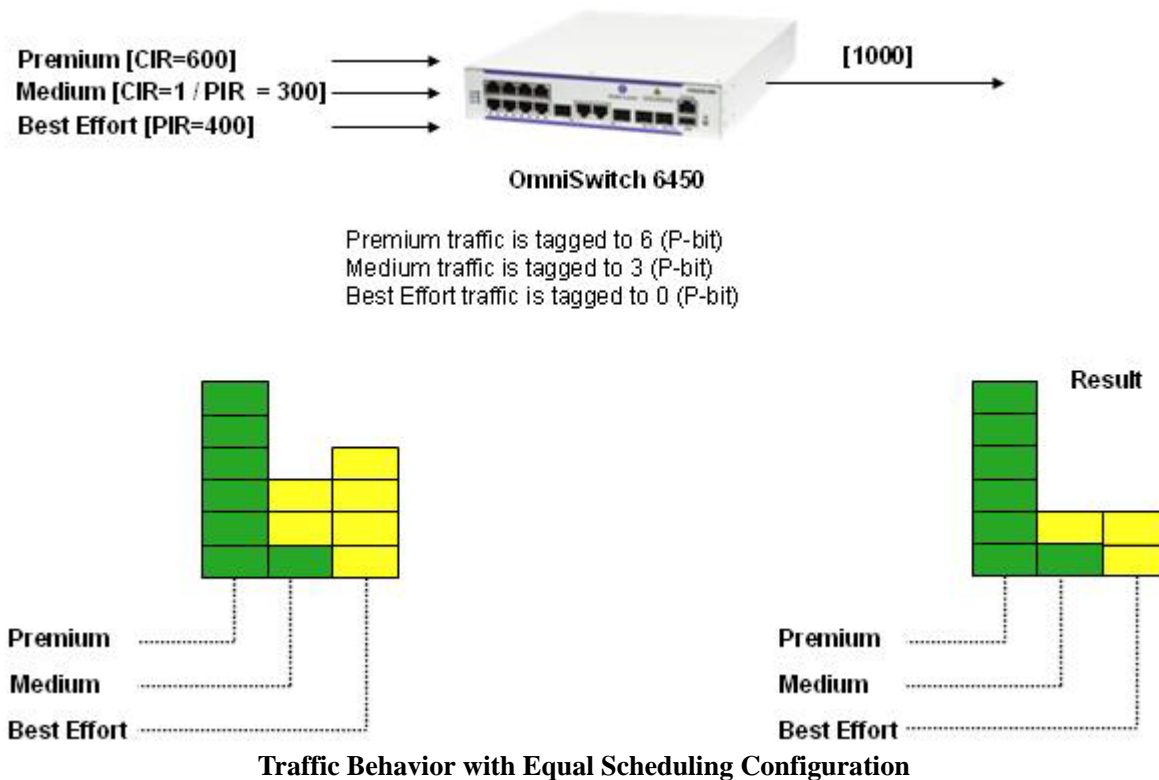 Premium [CIR=600]
Medium [CIR=1 / PIR = 300]
Best Effort [PIR=400]
[1000]
OmniSwitch 6450
Premium traffic is tagged to 6 (P-bit)
Medium traffic is tagged to 3 (P-bit)
Best Effort traffic is tagged to 0 (P-bit)
Result
Premium
Medium
Best Effort
Premium
Medium
Best Effort
Traffic Behavior with Equal Scheduling Configuration